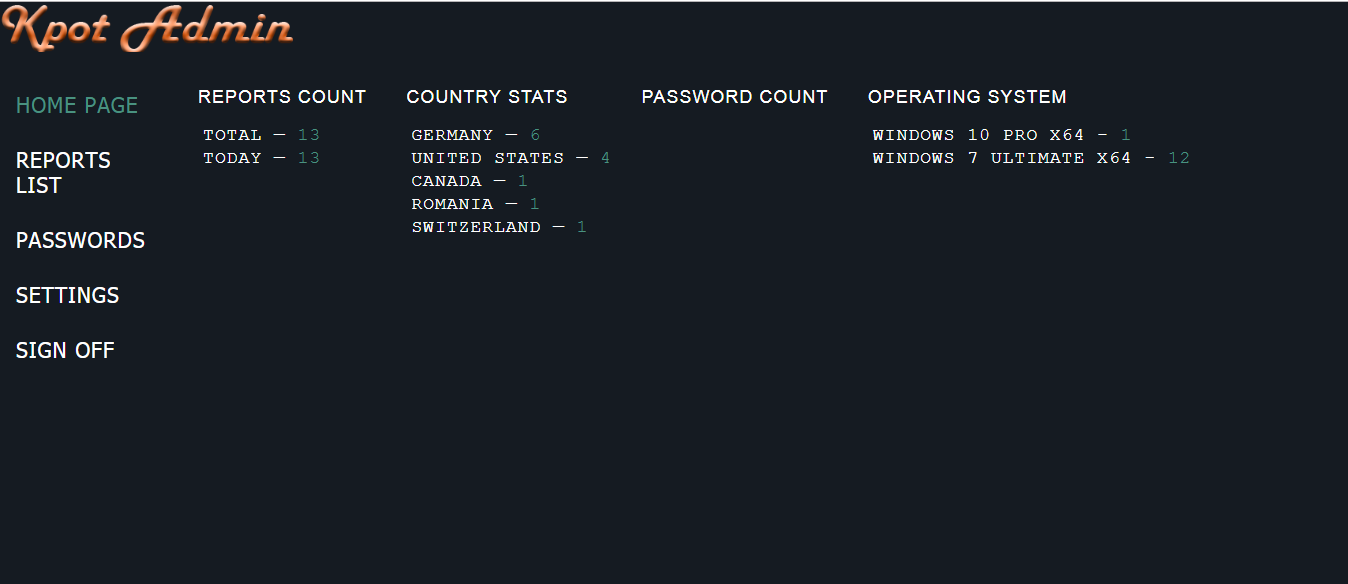 Kpot Admin
HOME PAGE
REPORTS
LIST
PASSWORDS
SETTINGS
SIGN OFF
REPORTS COUNT
TOTAL — 13
TODAY — 13
COUNTRY STATS
GERMANY — 6
UNITED STATES — 4
CANADA — 1
ROMANIA — 1
SWITZERLAND — 1
PASSWORD COUNT
OPERATING SYSTEM
WINDOWS 10 PRO X64 - 1
WINDOWS 7 ULTIMATE X64 - 12